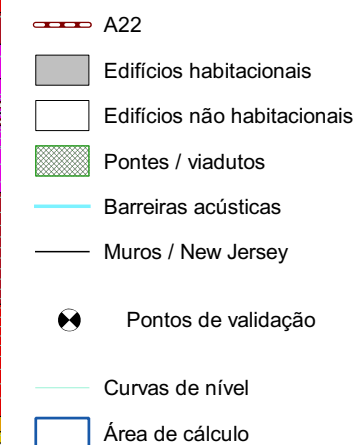 A22
Edifícios habitacionais
Edifícios não habitacionais
Pontes / viadutos
Barreiras acústicas
Muros / New Jersey
Pontos de validação
Curvas de nível
Área de cálculo